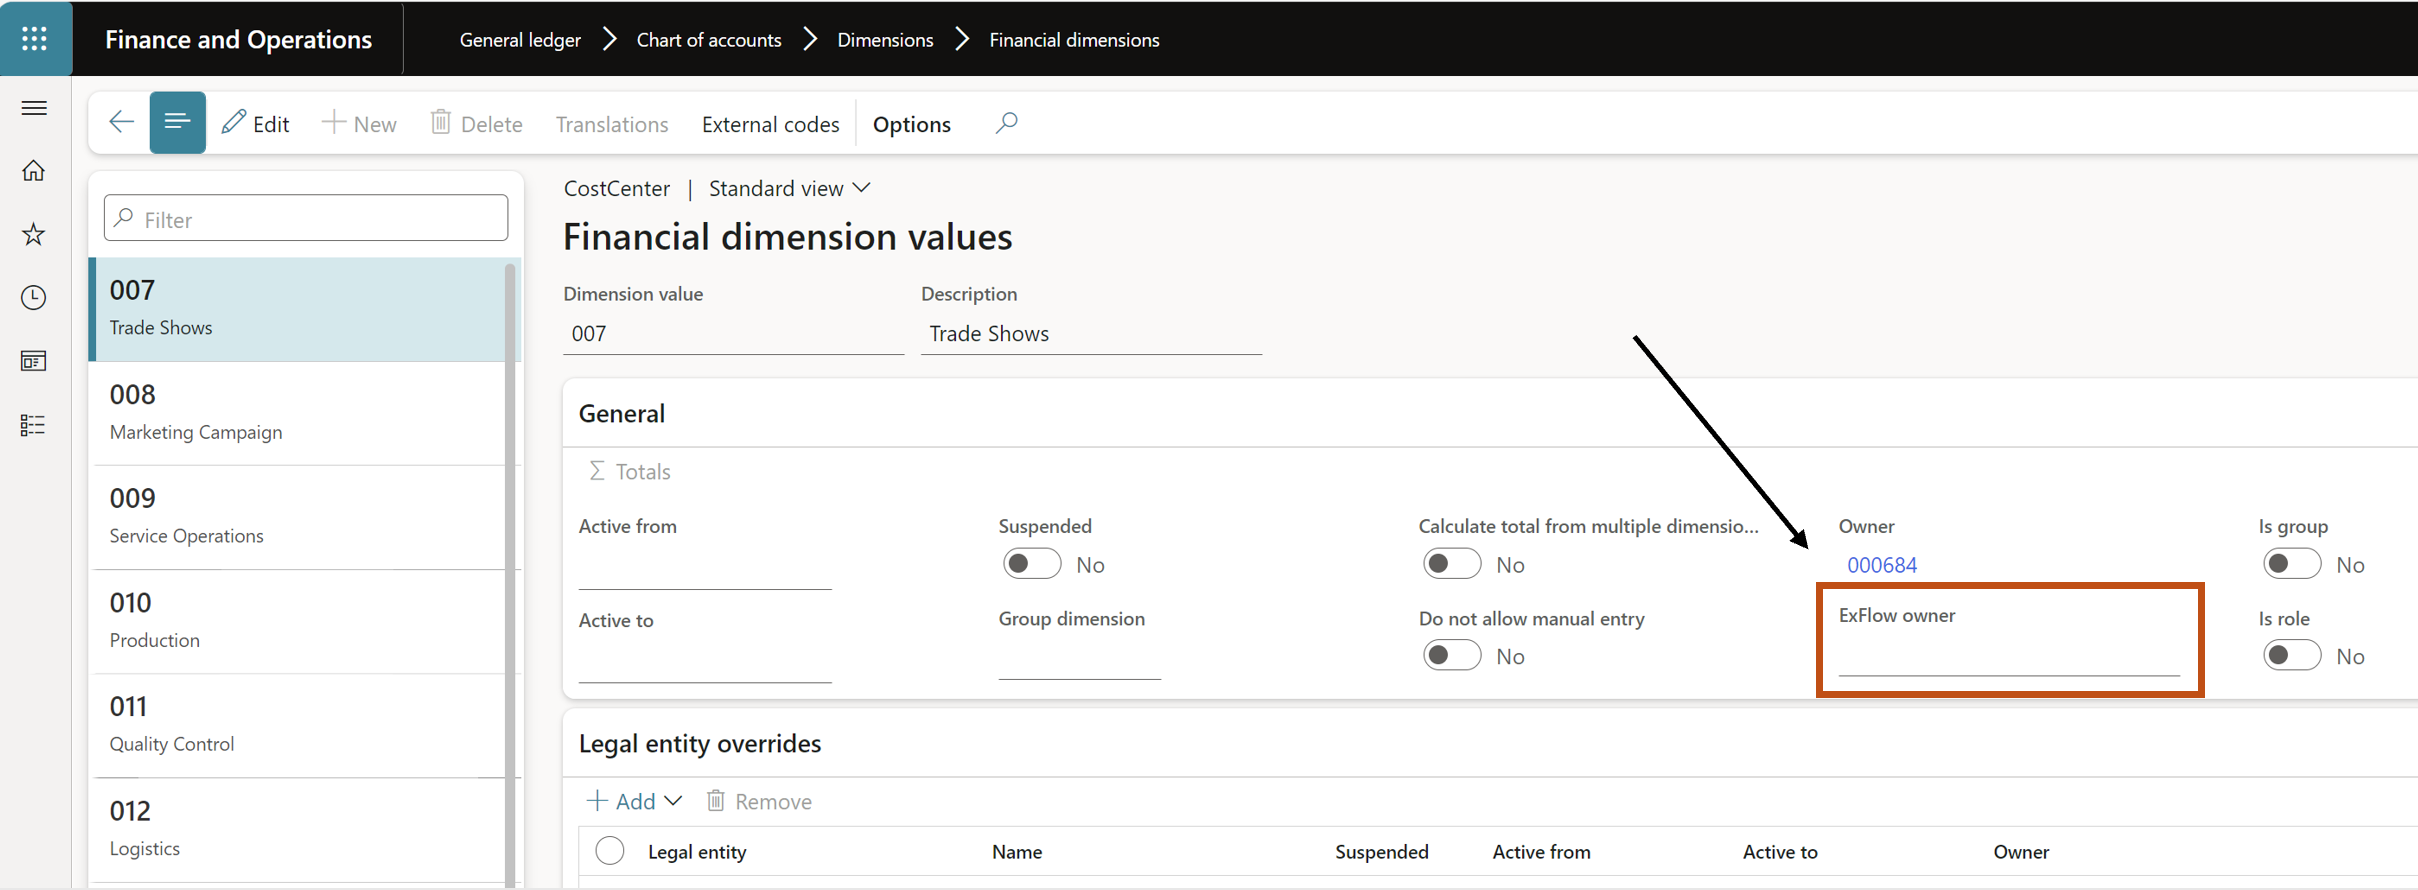 Finance and Operations
General ledger > Chart of accounts > Dimensions > Financial dimensions
Edit New Delete Translations External codes Options
Filter
007
Trade Shows
008
Marketing Campaign
009
Service Operations
010
Production
011
Quality Control
012
Logistics
CostCenter | Standard view
Financial dimension values
Dimension value Description
007 Trade Shows
General
Σ Totals
Active from Suspended Calculate total from multiple dimensio... Owner Is group
No No 000684 No
Active to Group dimension Do not allow manual entry ExFlow owner Is role
No No
Legal entity overrides
Add Remove
Legal entity Name Suspended Active from Active to Owner